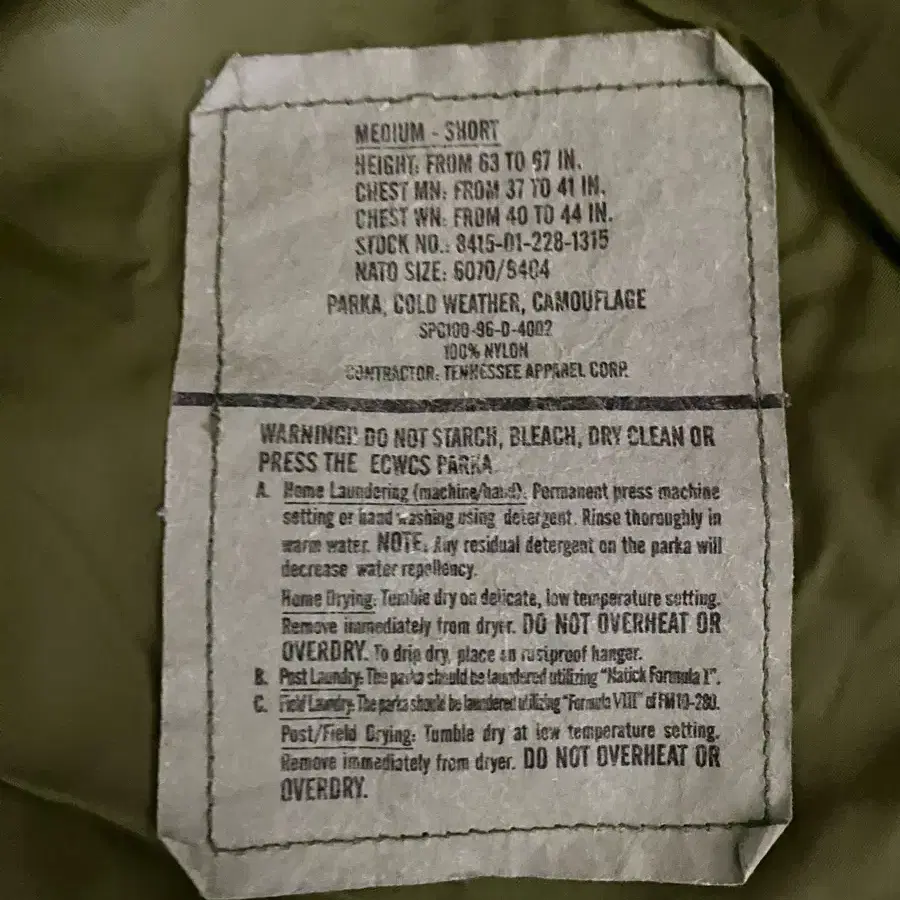 MEDIUM - SHORT
HEIGHT: FROM 63 TO 67 IN.
CHEST MN: FROM 37 TO 41 IN.
CHEST WN: FROM 40 TO 44 IN.
STOCK NO.: 8415-01-228-1315
NATO SIZE: 6070/9404
PARKA, COLD WEATHER, CAMOUFLAGE
SPO100-96-D-4002
100% NYLON
CONTRACTOR: TENNESSEE APPAREL CORP.
WARNING!! DO NOT STARCH, BLEACH, DRY CLEAN OR
PRESS THE ECWCS PARKA
A. Home Laundering (machine/hand). Permanent press machine
setting or hand washing using detergent. Rinse thoroughly in
warm water. NOTE: Any residual detergent on the parka will
decrease water repellency.
Home Drying: Tumble dry on delicate, low temperature setting.
Remove immediately from dryer. DO NOT OVERHEAT OR
OVERDRY. To drip dry, place on rustproof hanger.
B. Post Laundry: The parka should be laundered utilizing "Natick Formula I".
C. Field Laundry: The parka should be laundered utilizing "Formula VIII" of FM10-280.
Post/Field Drying: Tumble dry at low temperature setting.
Remove immediately from dryer. DO NOT OVERHEAT OR
OVERDRY.